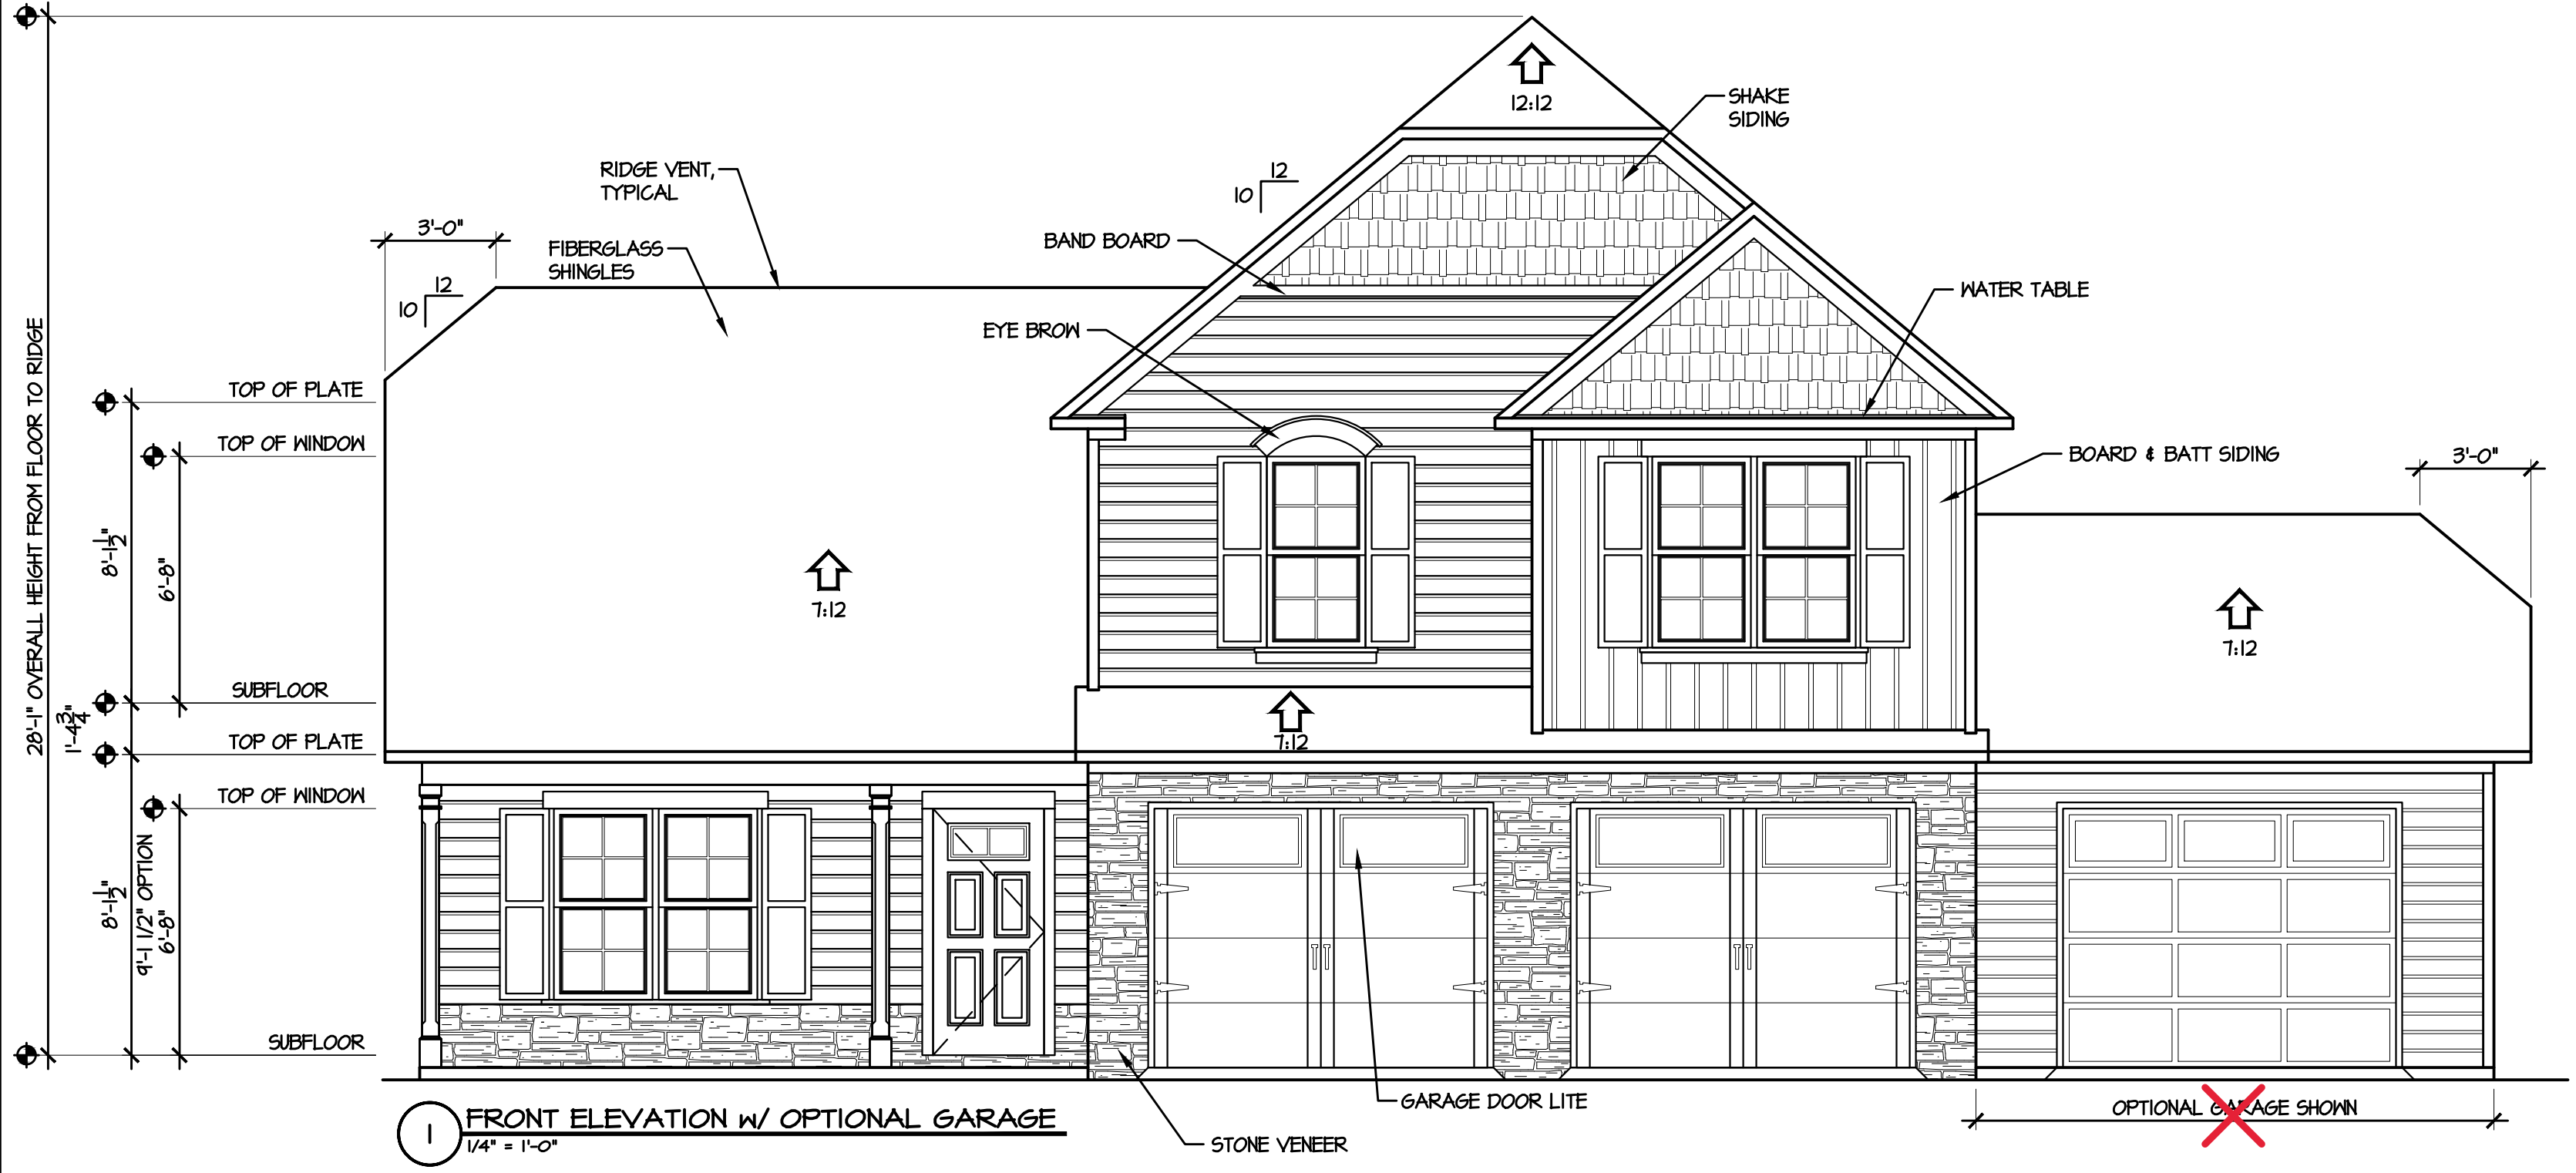 12:12
SHAKE
SIDING
RIDGE VENT,
TYPICAL
12
10
3'-0"
BAND BOARD
FIBERGLASS
SHINGLES
12
10
WATER TABLE
EYE BROW
28'-1" OVERALL HEIGHT FROM FLOOR TO RIDGE
TOP OF PLATE
TOP OF WINDOW
BOARD & BATT SIDING
3'-0"
8'-1 1/2"
6'-8"
7:12
7:12
SUBFLOOR
1'-4 3/4"
TOP OF PLATE
7:12
TOP OF WINDOW
8'-1 1/2"
9'-1 1/2" OPTION
6'-8"
SUBFLOOR
GARAGE DOOR LITE
OPTIONAL GARAGE SHOWN
1
FRONT ELEVATION w/ OPTIONAL GARAGE
1/4" = 1'-0"
STONE VENEER